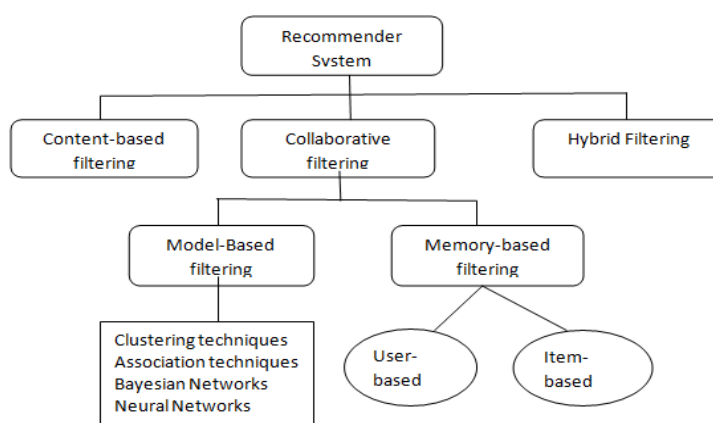 Recommender
System
Content-based
filtering
Collaborative
filtering
Hybrid Filtering
Model-Based
filtering
Memory-based
filtering
Clustering techniques
Association techniques
Bayesian Networks
Neural Networks
User-
based
Item-
based